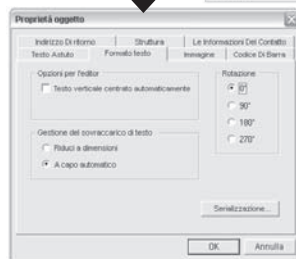 Proprietà oggetto
Indirizzo Di ritorno
Struttura
Le Informazioni Del Contatto
Testo Astuto
Formato testo
Immagine
Codice Di Barra
Opzioni per l'editor
Testo verticale centrato automaticamente
Rotazione
0°
90°
180°
270°
Gestione del sovraccarico di testo
Riduci a dimensioni
A capo automatico
Serializzazione...
OK
Annulla